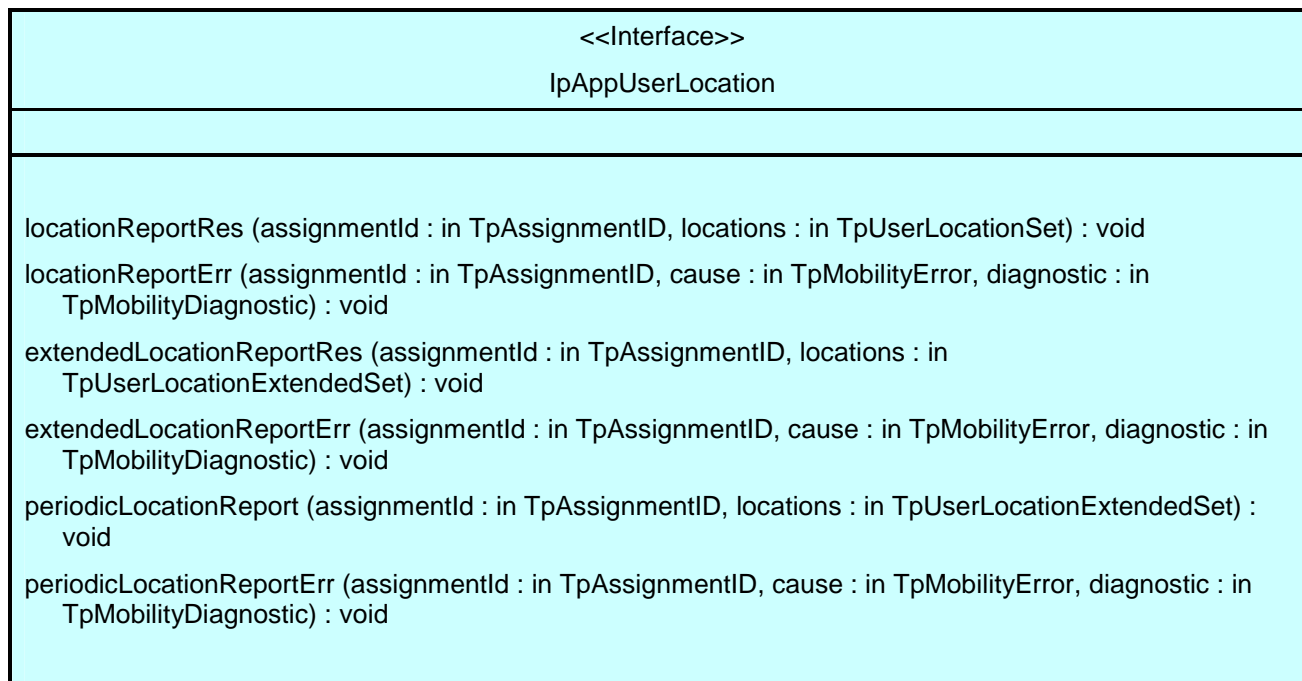 <<Interface>>
IpAppUserLocation
locationReportRes (assignmentId : in TpAssignmentID, locations : in TpUserLocationSet) : void
locationReportErr (assignmentId : in TpAssignmentID, cause : in TpMobilityError, diagnostic : in
TpMobilityDiagnostic) : void
extendedLocationReportRes (assignmentId : in TpAssignmentID, locations : in
TpUserLocationExtendedSet) : void
extendedLocationReportErr (assignmentId : in TpAssignmentID, cause : in TpMobilityError, diagnostic : in
TpMobilityDiagnostic) : void
periodicLocationReport (assignmentId : in TpAssignmentID, locations : in TpUserLocationExtendedSet) :
void
periodicLocationReportErr (assignmentId : in TpAssignmentID, cause : in TpMobilityError, diagnostic : in
TpMobilityDiagnostic) : void